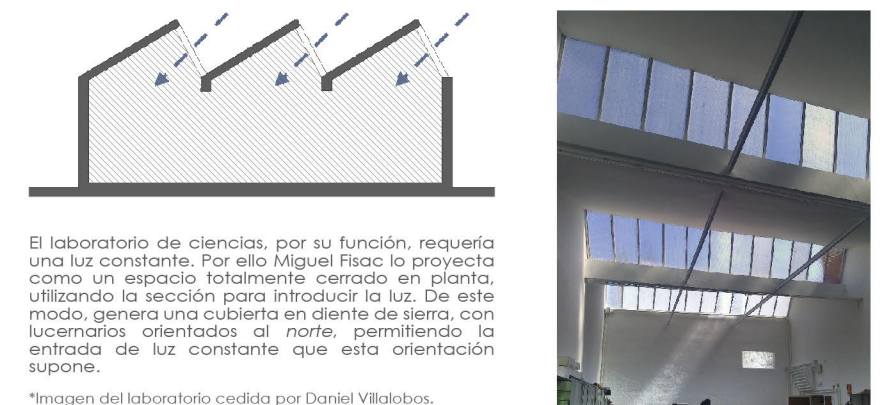 El laboratorio de ciencias, por su función, requería
una luz constante. Por ello Miguel Fisac lo proyecta
como un espacio totalmente cerrado en planta,
utilizando la sección para introducir la luz. De este
modo, genera una cubierta en diente de sierra, con
lucernarios orientados al norte, permitiendo la
entrada de luz constante que esta orientación
supone.
*Imagen del laboratorio cedida por Daniel Villalobos.